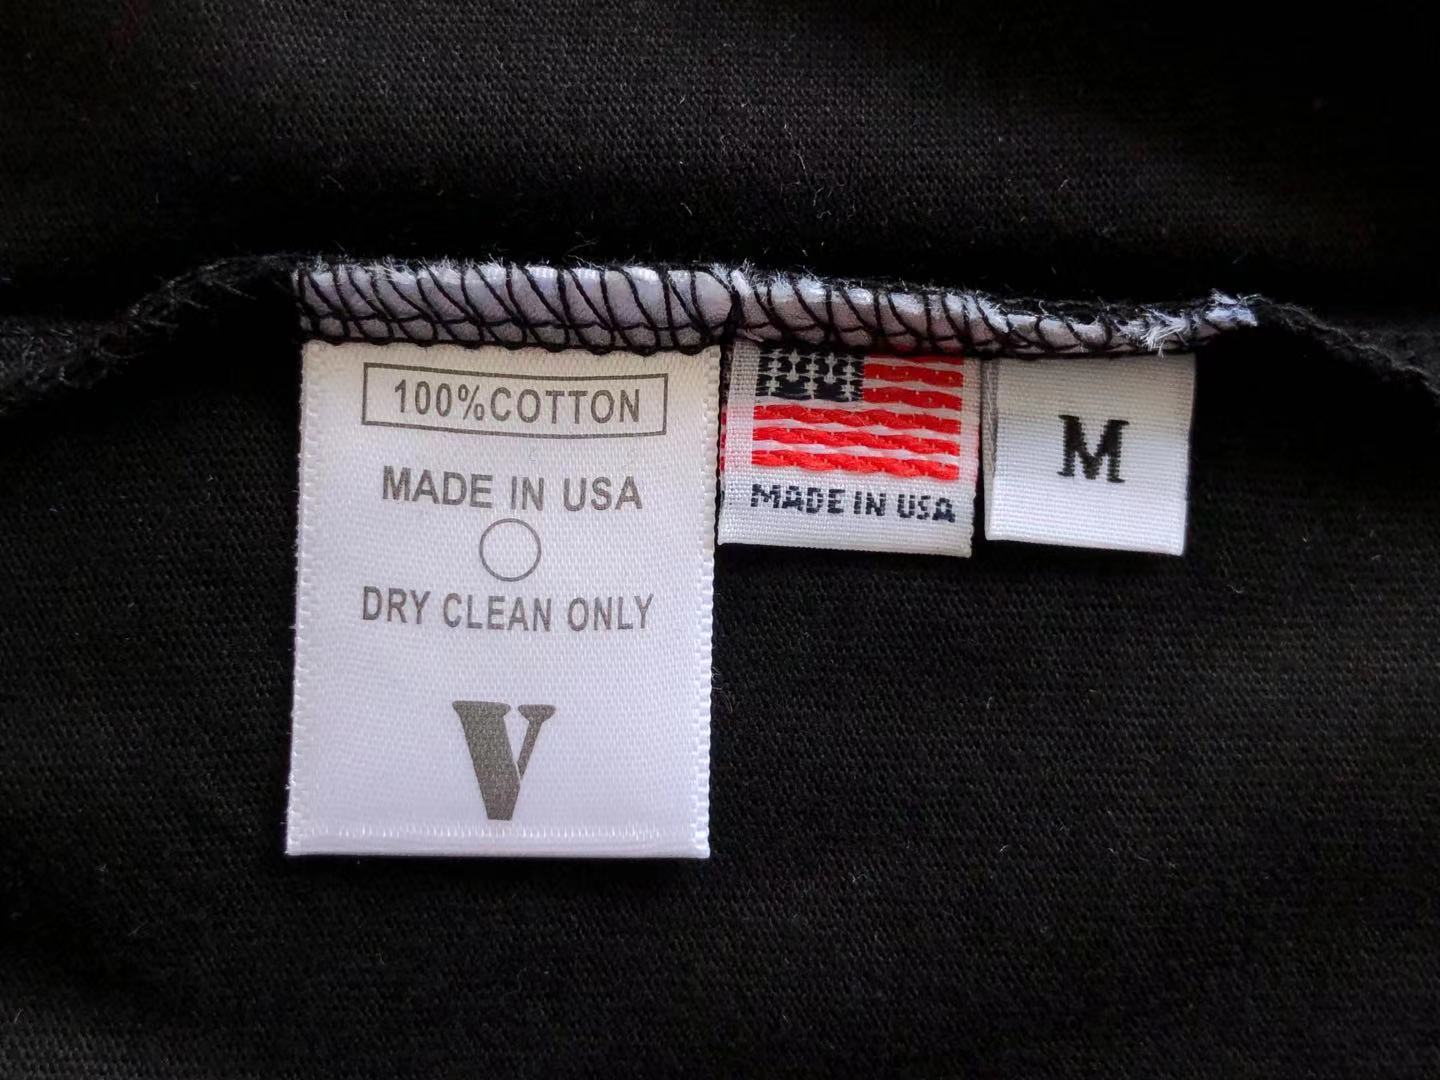 100%COTTON
MADE IN USA
DRY CLEAN ONLY
V
MADE IN USA
M